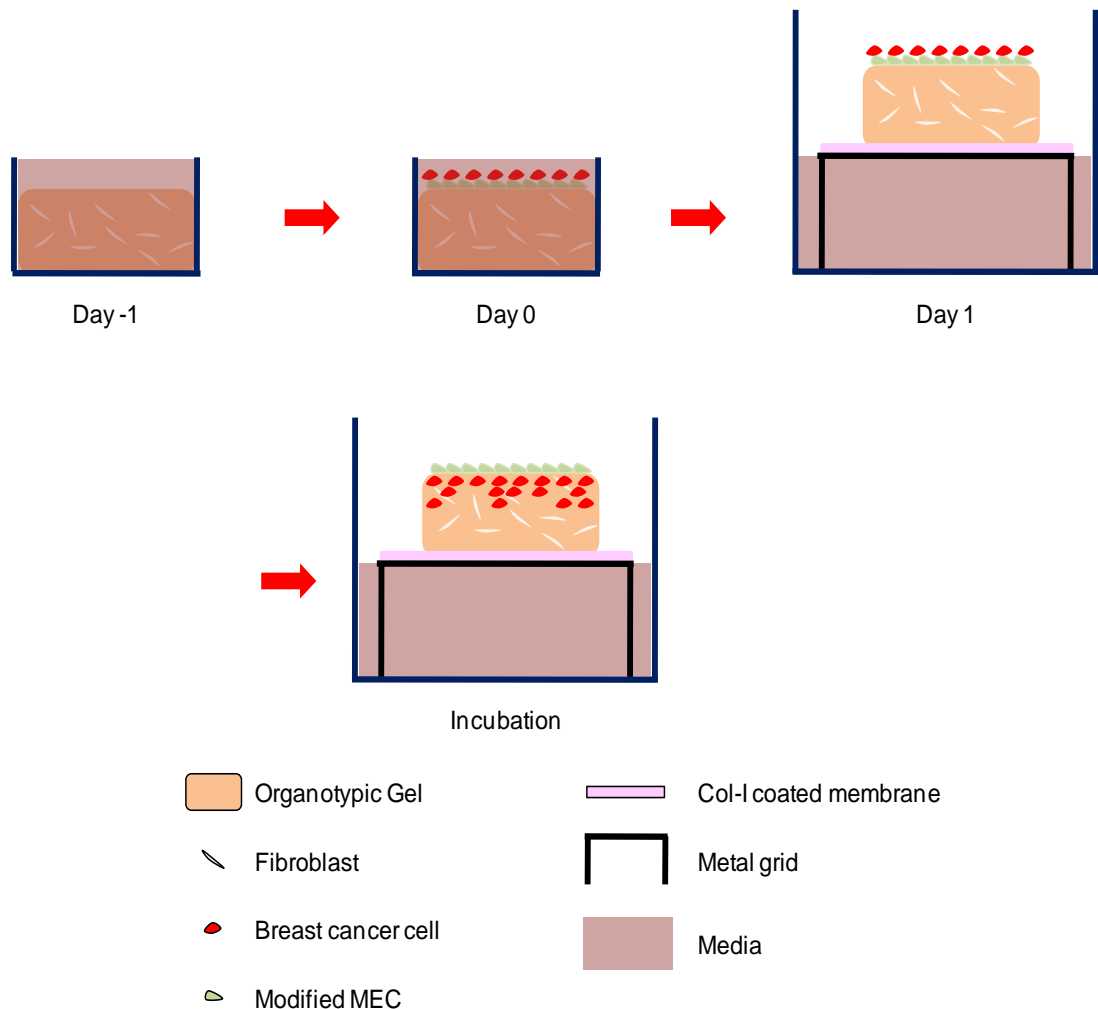 Day -1
Day 0
Day 1
Incubation
Organotypic Gel
Fibroblast
Breast cancer cell
Modified MEC
Col-I coated membrane
Metal grid
Media